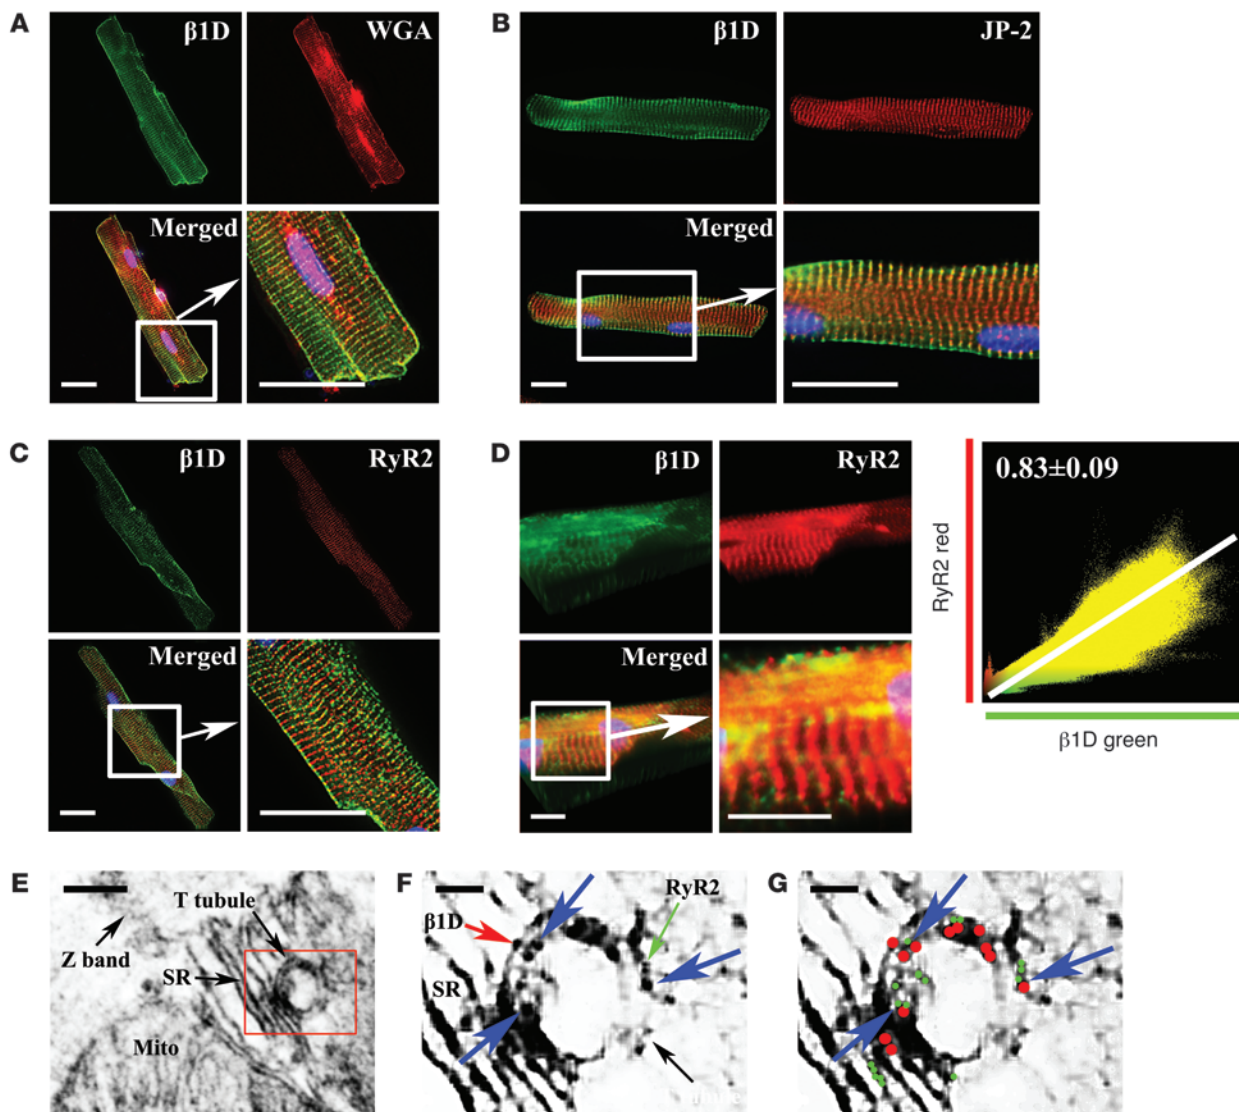 A
β1D
WGA
Merged
B
β1D
JP-2
Merged
C
β1D
RyR2
Merged
D
β1D
RyR2
Merged
0.83±0.09
RyR2 red
β1D green
E
T tubule
Z band
SR
Mito
F
RyR2
β1D
SR
G